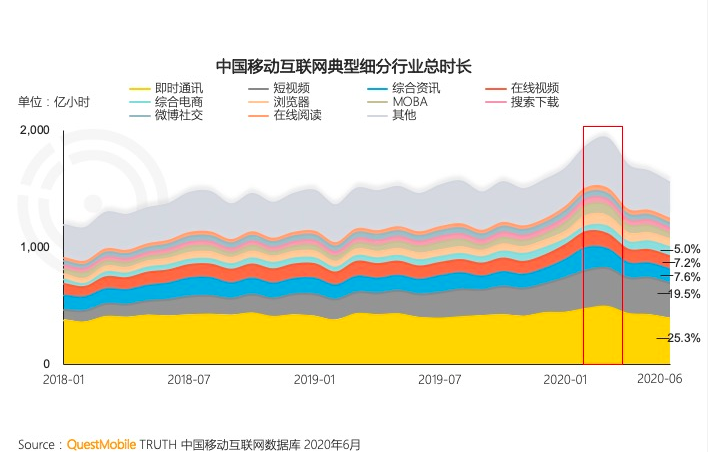 中国移动互联网典型细分行业总时长
单位：亿小时
即时通讯 短视频 综合资讯 在线视频
综合电商 浏览器 MOBA 搜索下载
微博社交 在线阅读 其他
2,000
1,000
0
5.0%
7.2%
7.6%
19.5%
25.3%
2018-01 2018-07 2019-01 2019-07 2020-01 2020-06
Source：QuestMobile TRUTH 中国移动互联网数据库 2020年6月